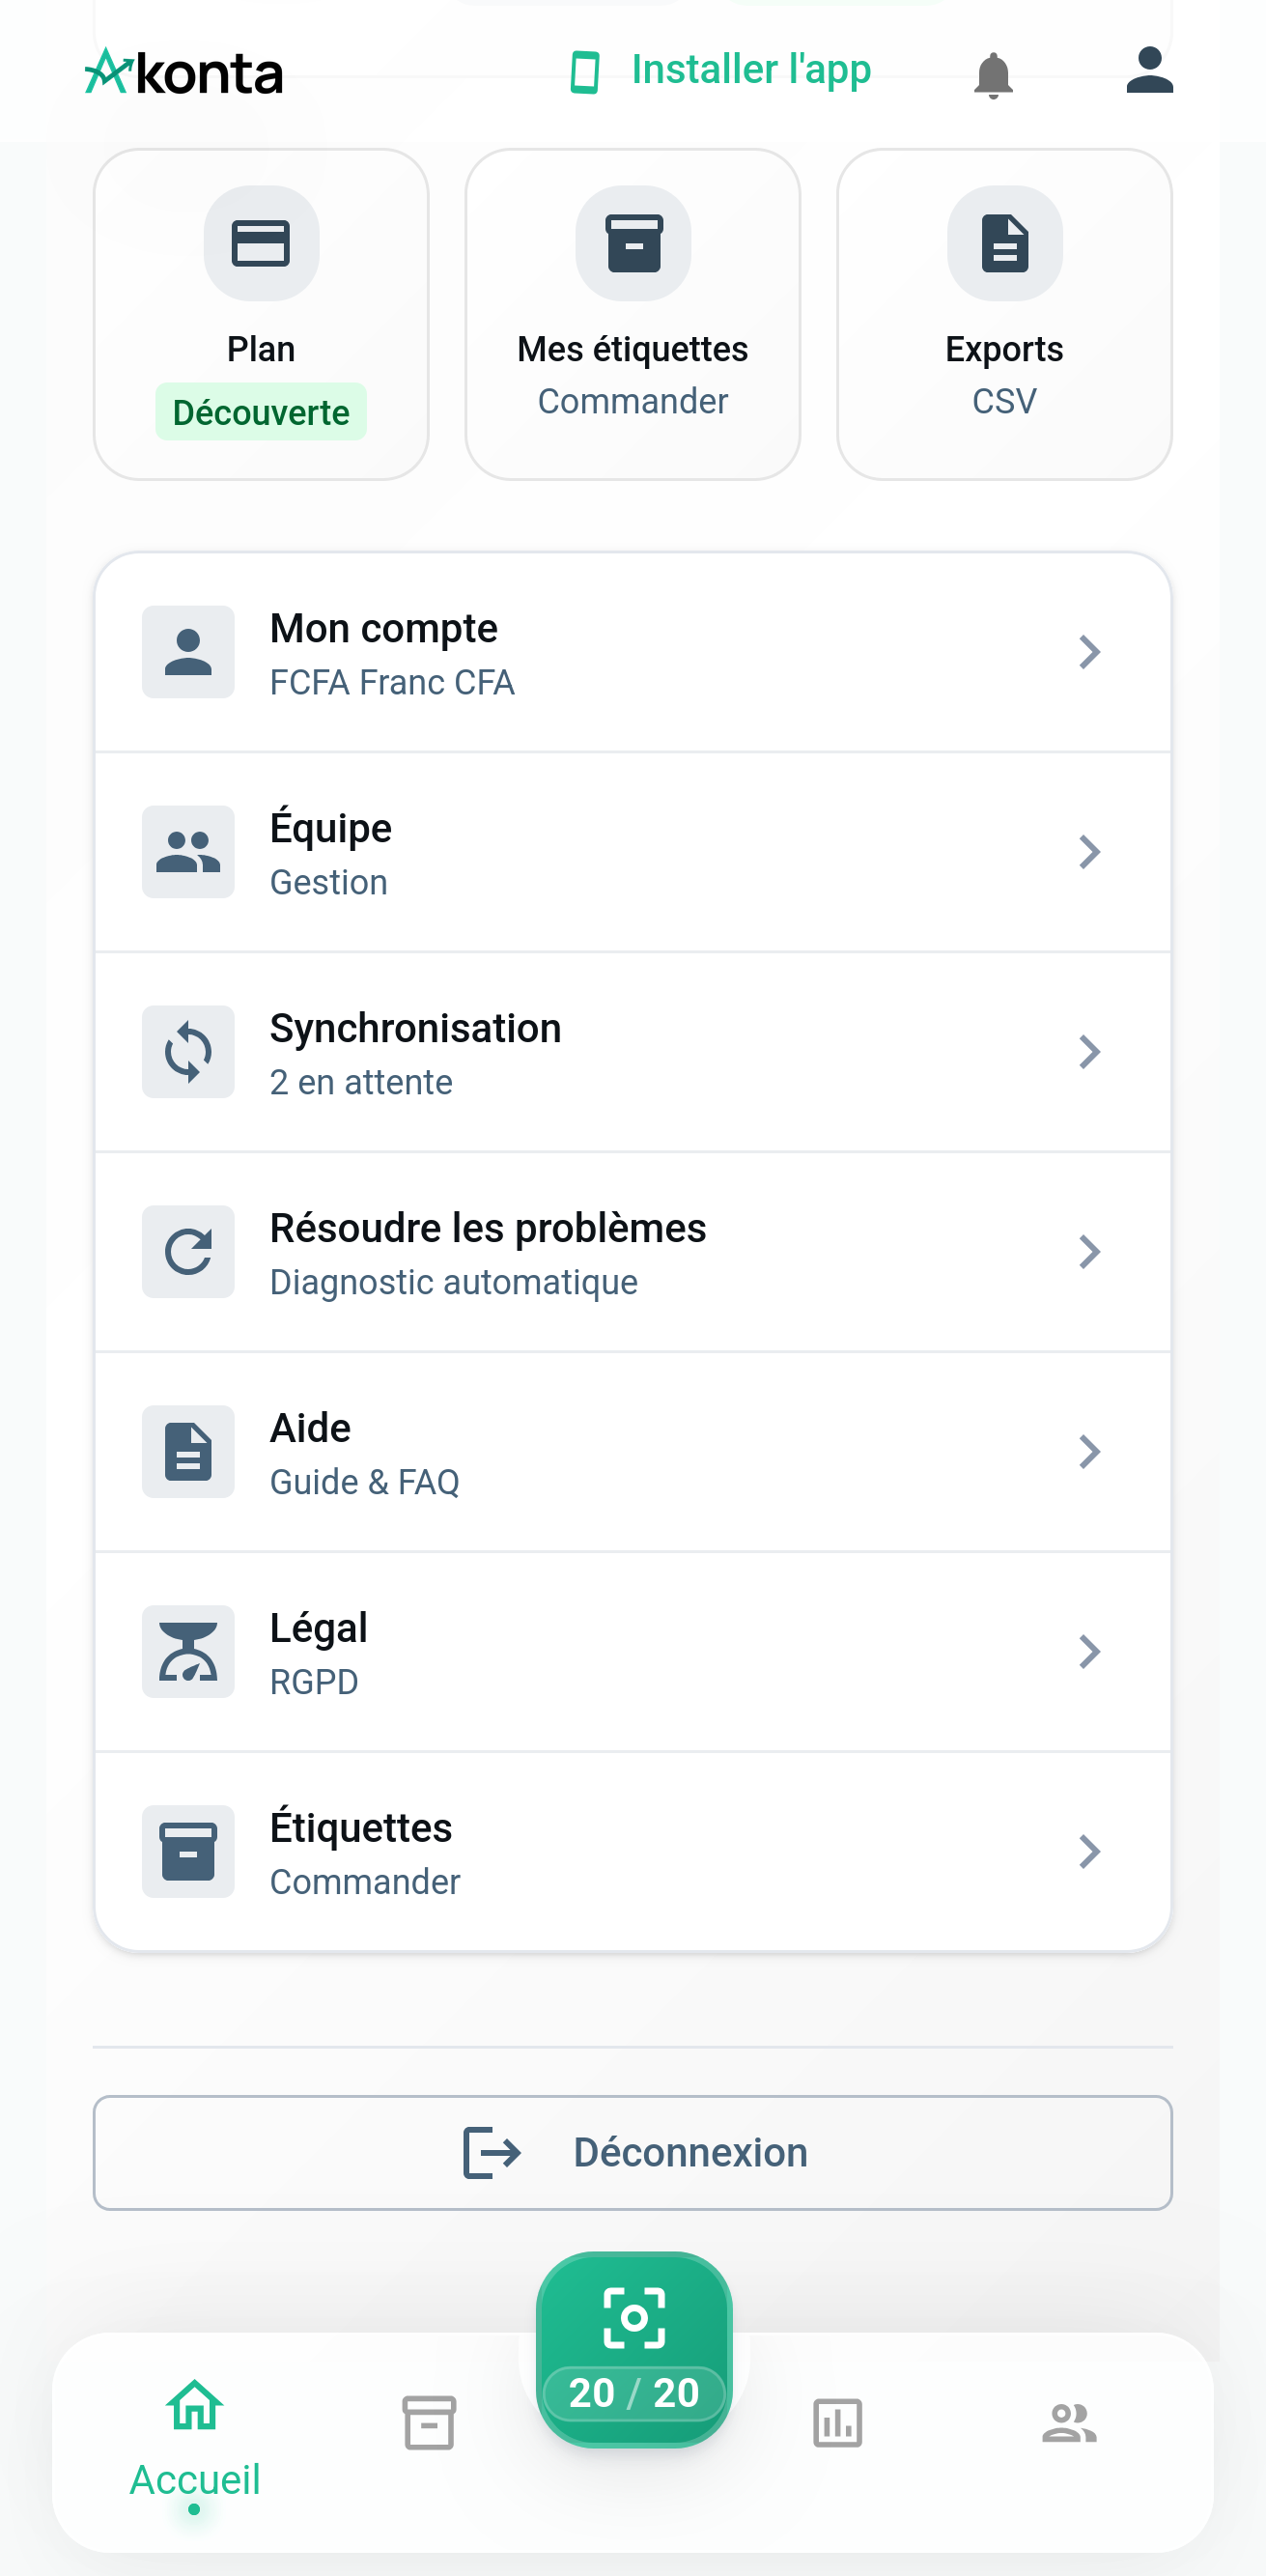 Akonta
Installer l'app
Plan
Découverte
Mes étiquettes
Commander
Exports
CSV
Mon compte
FCFA Franc CFA
Équipe
Gestion
Synchronisation
2 en attente
Résoudre les problèmes
Diagnostic automatique
Aide
Guide & FAQ
Légal
RGPD
Étiquettes
Commander
Déconnexion
20 / 20
Accueil